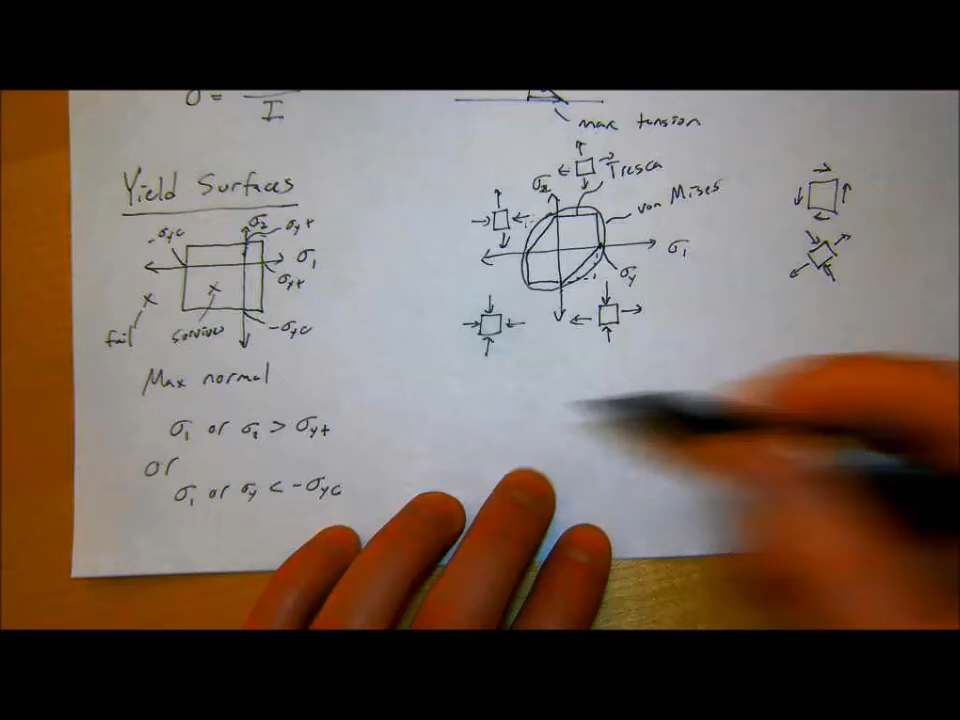 σ = 
I
max tension
Yield Surfaces
σ₂
σyt
-σyc
σ₁
σyt
-σyc
x
fail
x
survive
Max normal
σ₁ or σ₂ > σyt
or
σ₁ or σy < -σyc
Tresca
σ₂
von Mises
σ₁
σy